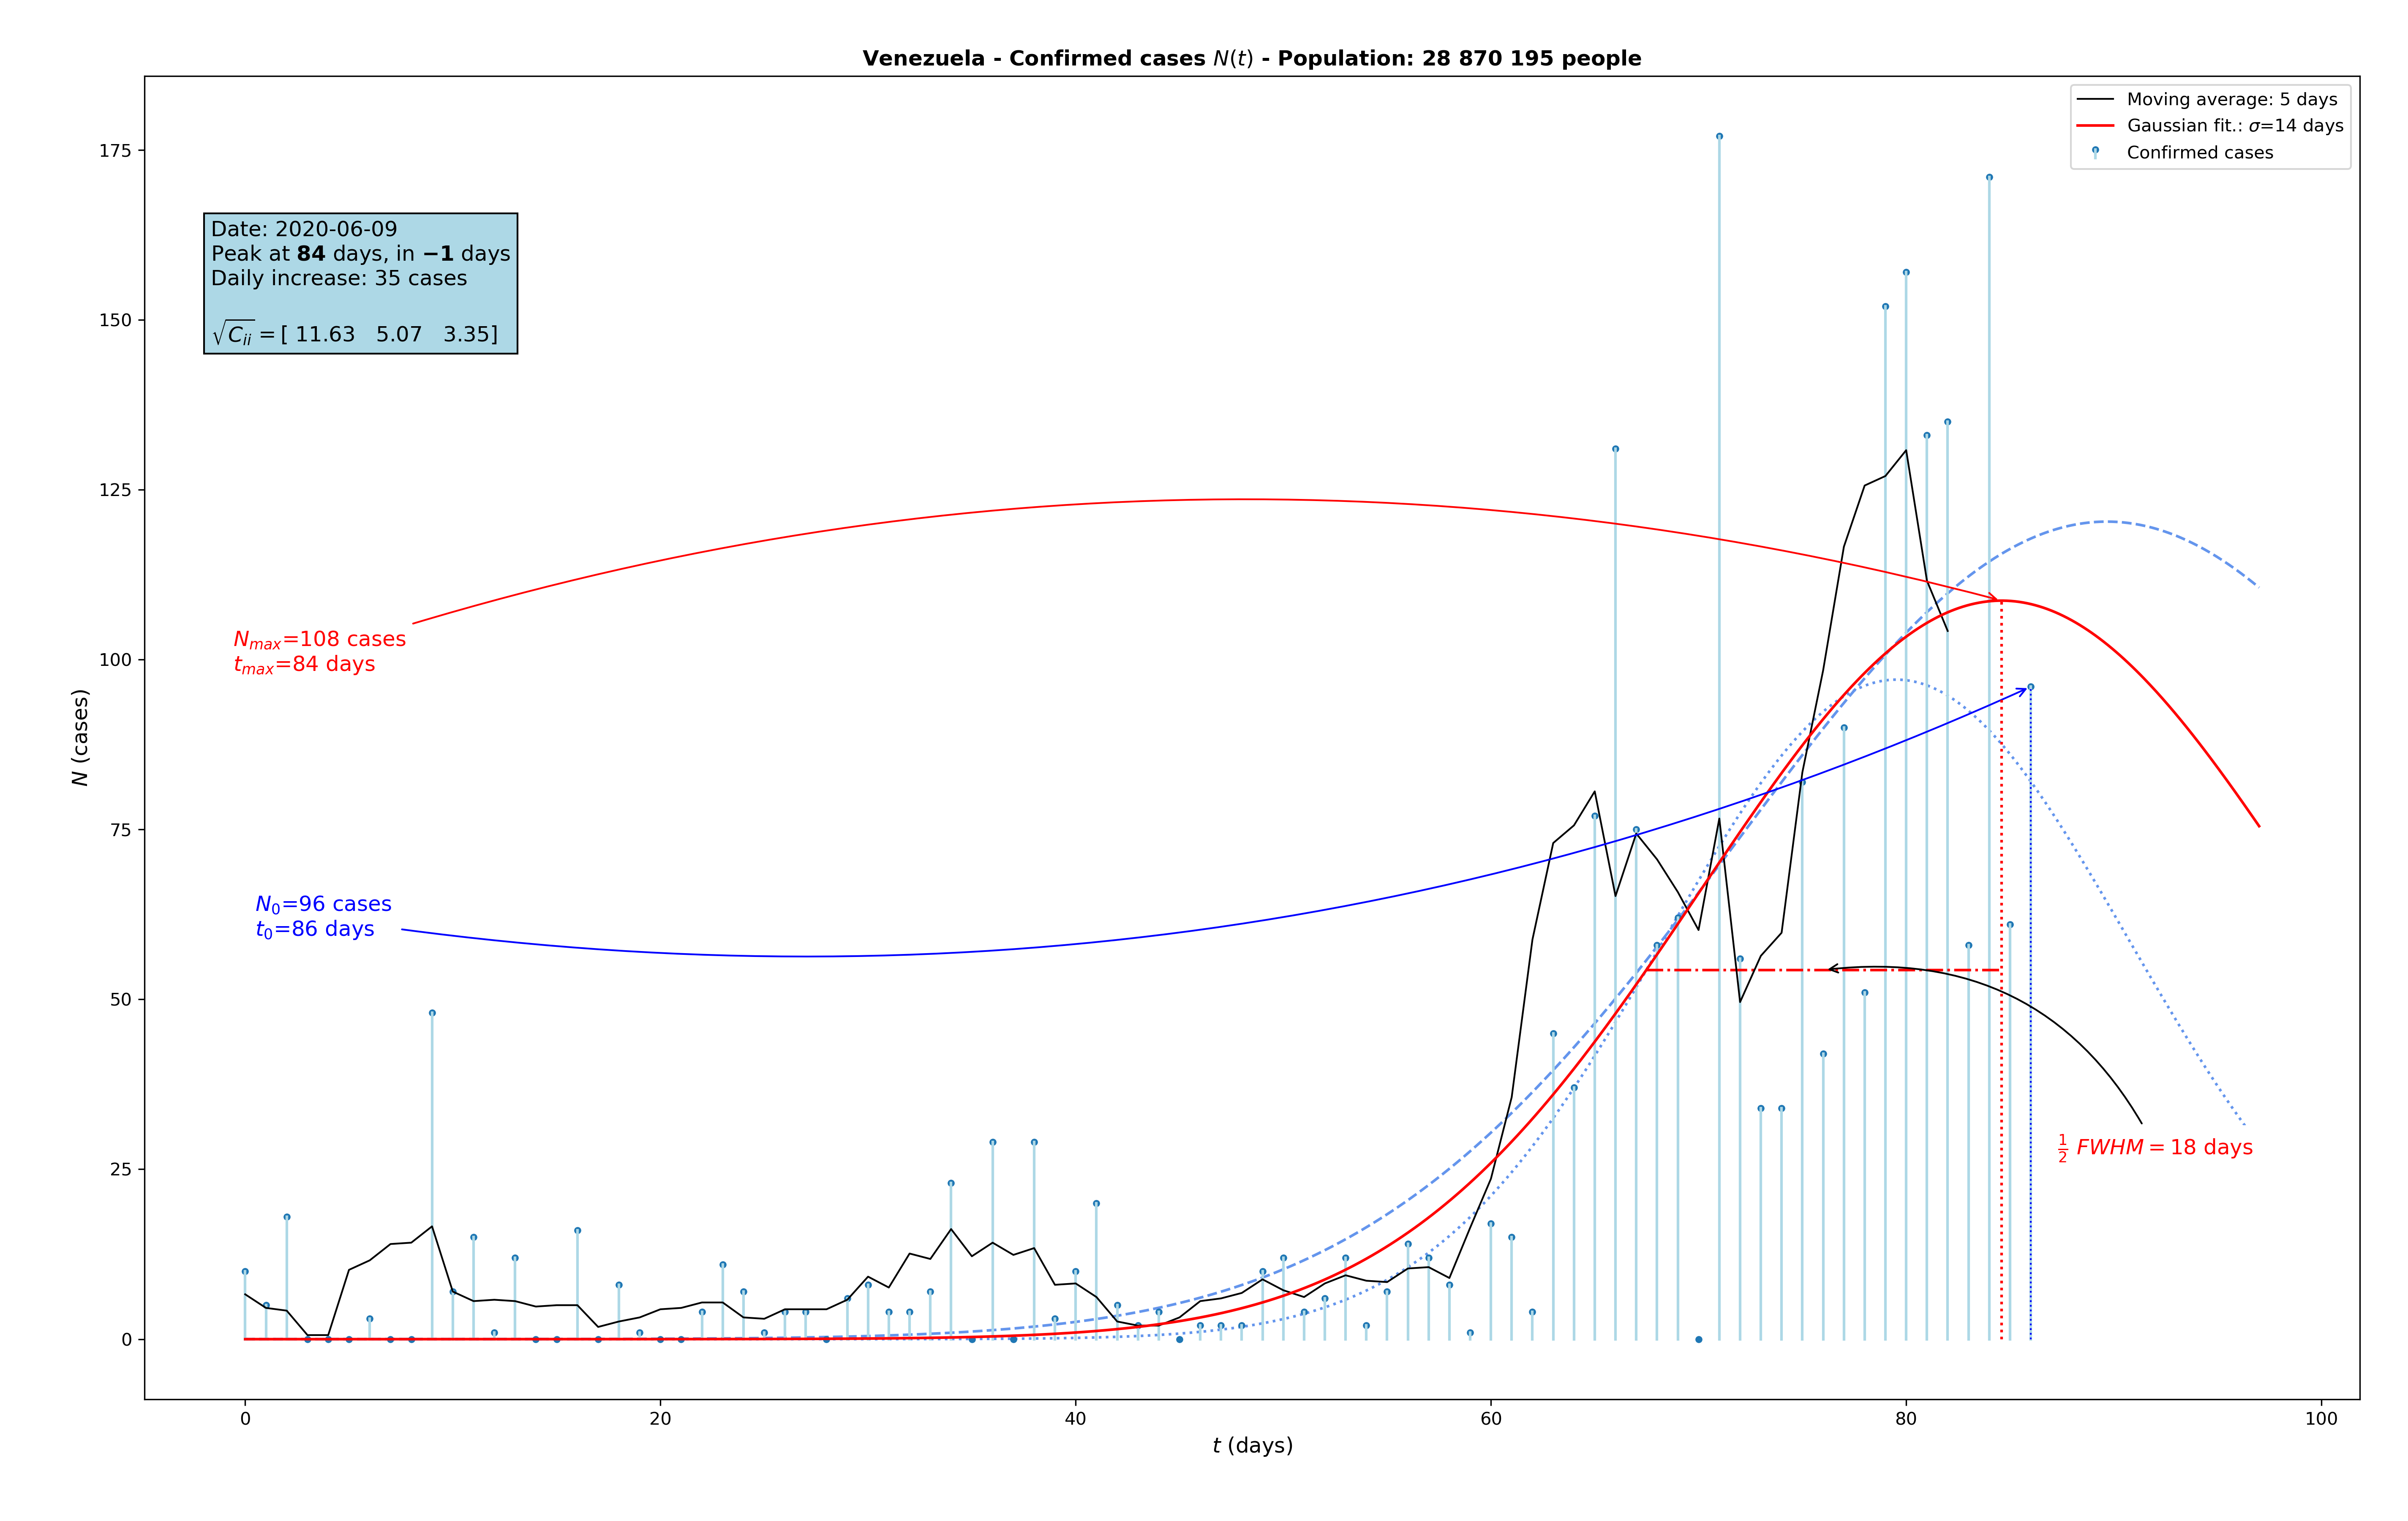 Venezuela - Confirmed cases N(t) - Population: 28 870 195 people
Moving average: 5 days
Gaussian fit.: σ=14 days
Confirmed cases
Date: 2020-06-09
Peak at 84 days, in −1 days
Daily increase: 35 cases
√Cᵢᵢ = [ 11.63 5.07 3.35]
N_max=108 cases
t_max=84 days
N₀=96 cases
t₀=86 days
½ FWHM = 18 days
N (cases)
175
150
125
100
75
50
25
0
0 20 40 60 80 100
t (days)